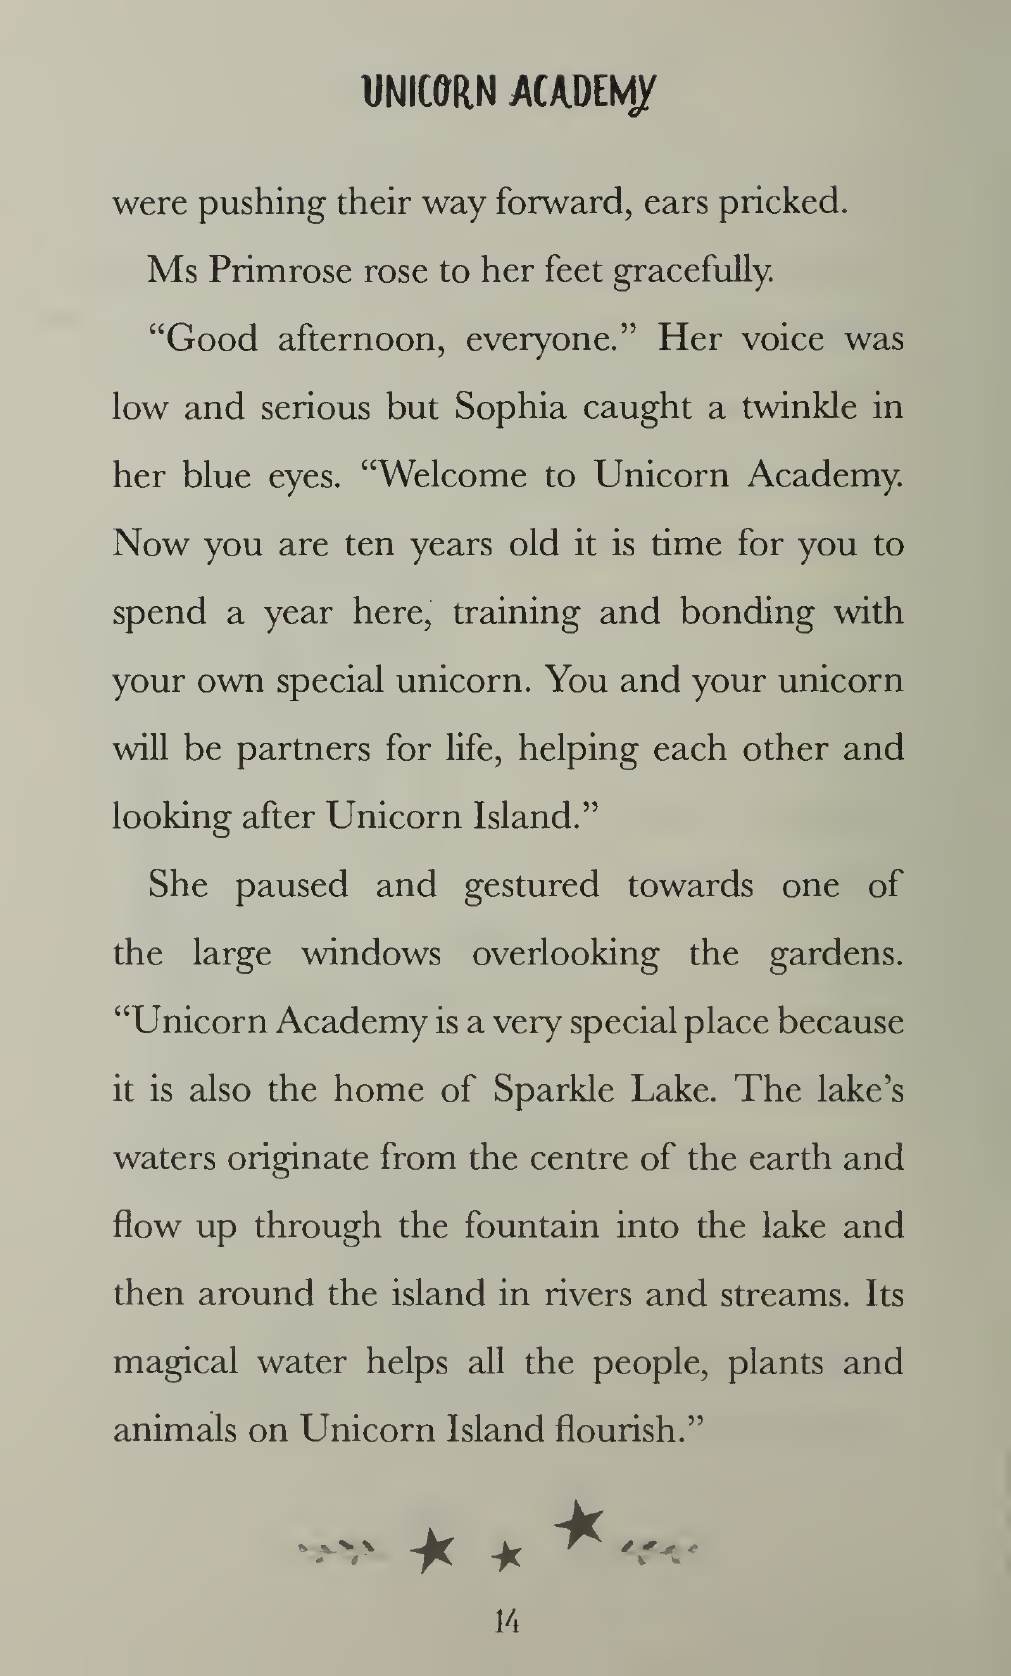 UNICORN ACADEMY
were pushing their way forward, ears pricked.
Ms Primrose rose to her feet gracefully.
“Good afternoon, everyone.” Her voice was
low and serious but Sophia caught a twinkle in
her blue eyes. “Welcome to Unicorn Academy.
Now you are ten years old it is time for you to
spend a year here, training and bonding with
your own special unicorn. You and your unicorn
will be partners for life, helping each other and
looking after Unicorn Island.”
She paused and gestured towards one of
the large windows overlooking the gardens.
“Unicorn Academy is a very special place because
it is also the home of Sparkle Lake. The lake’s
waters originate from the centre of the earth and
flow up through the fountain into the lake and
then around the island in rivers and streams. Its
magical water helps all the people, plants and
animals on Unicorn Island flourish.”
14